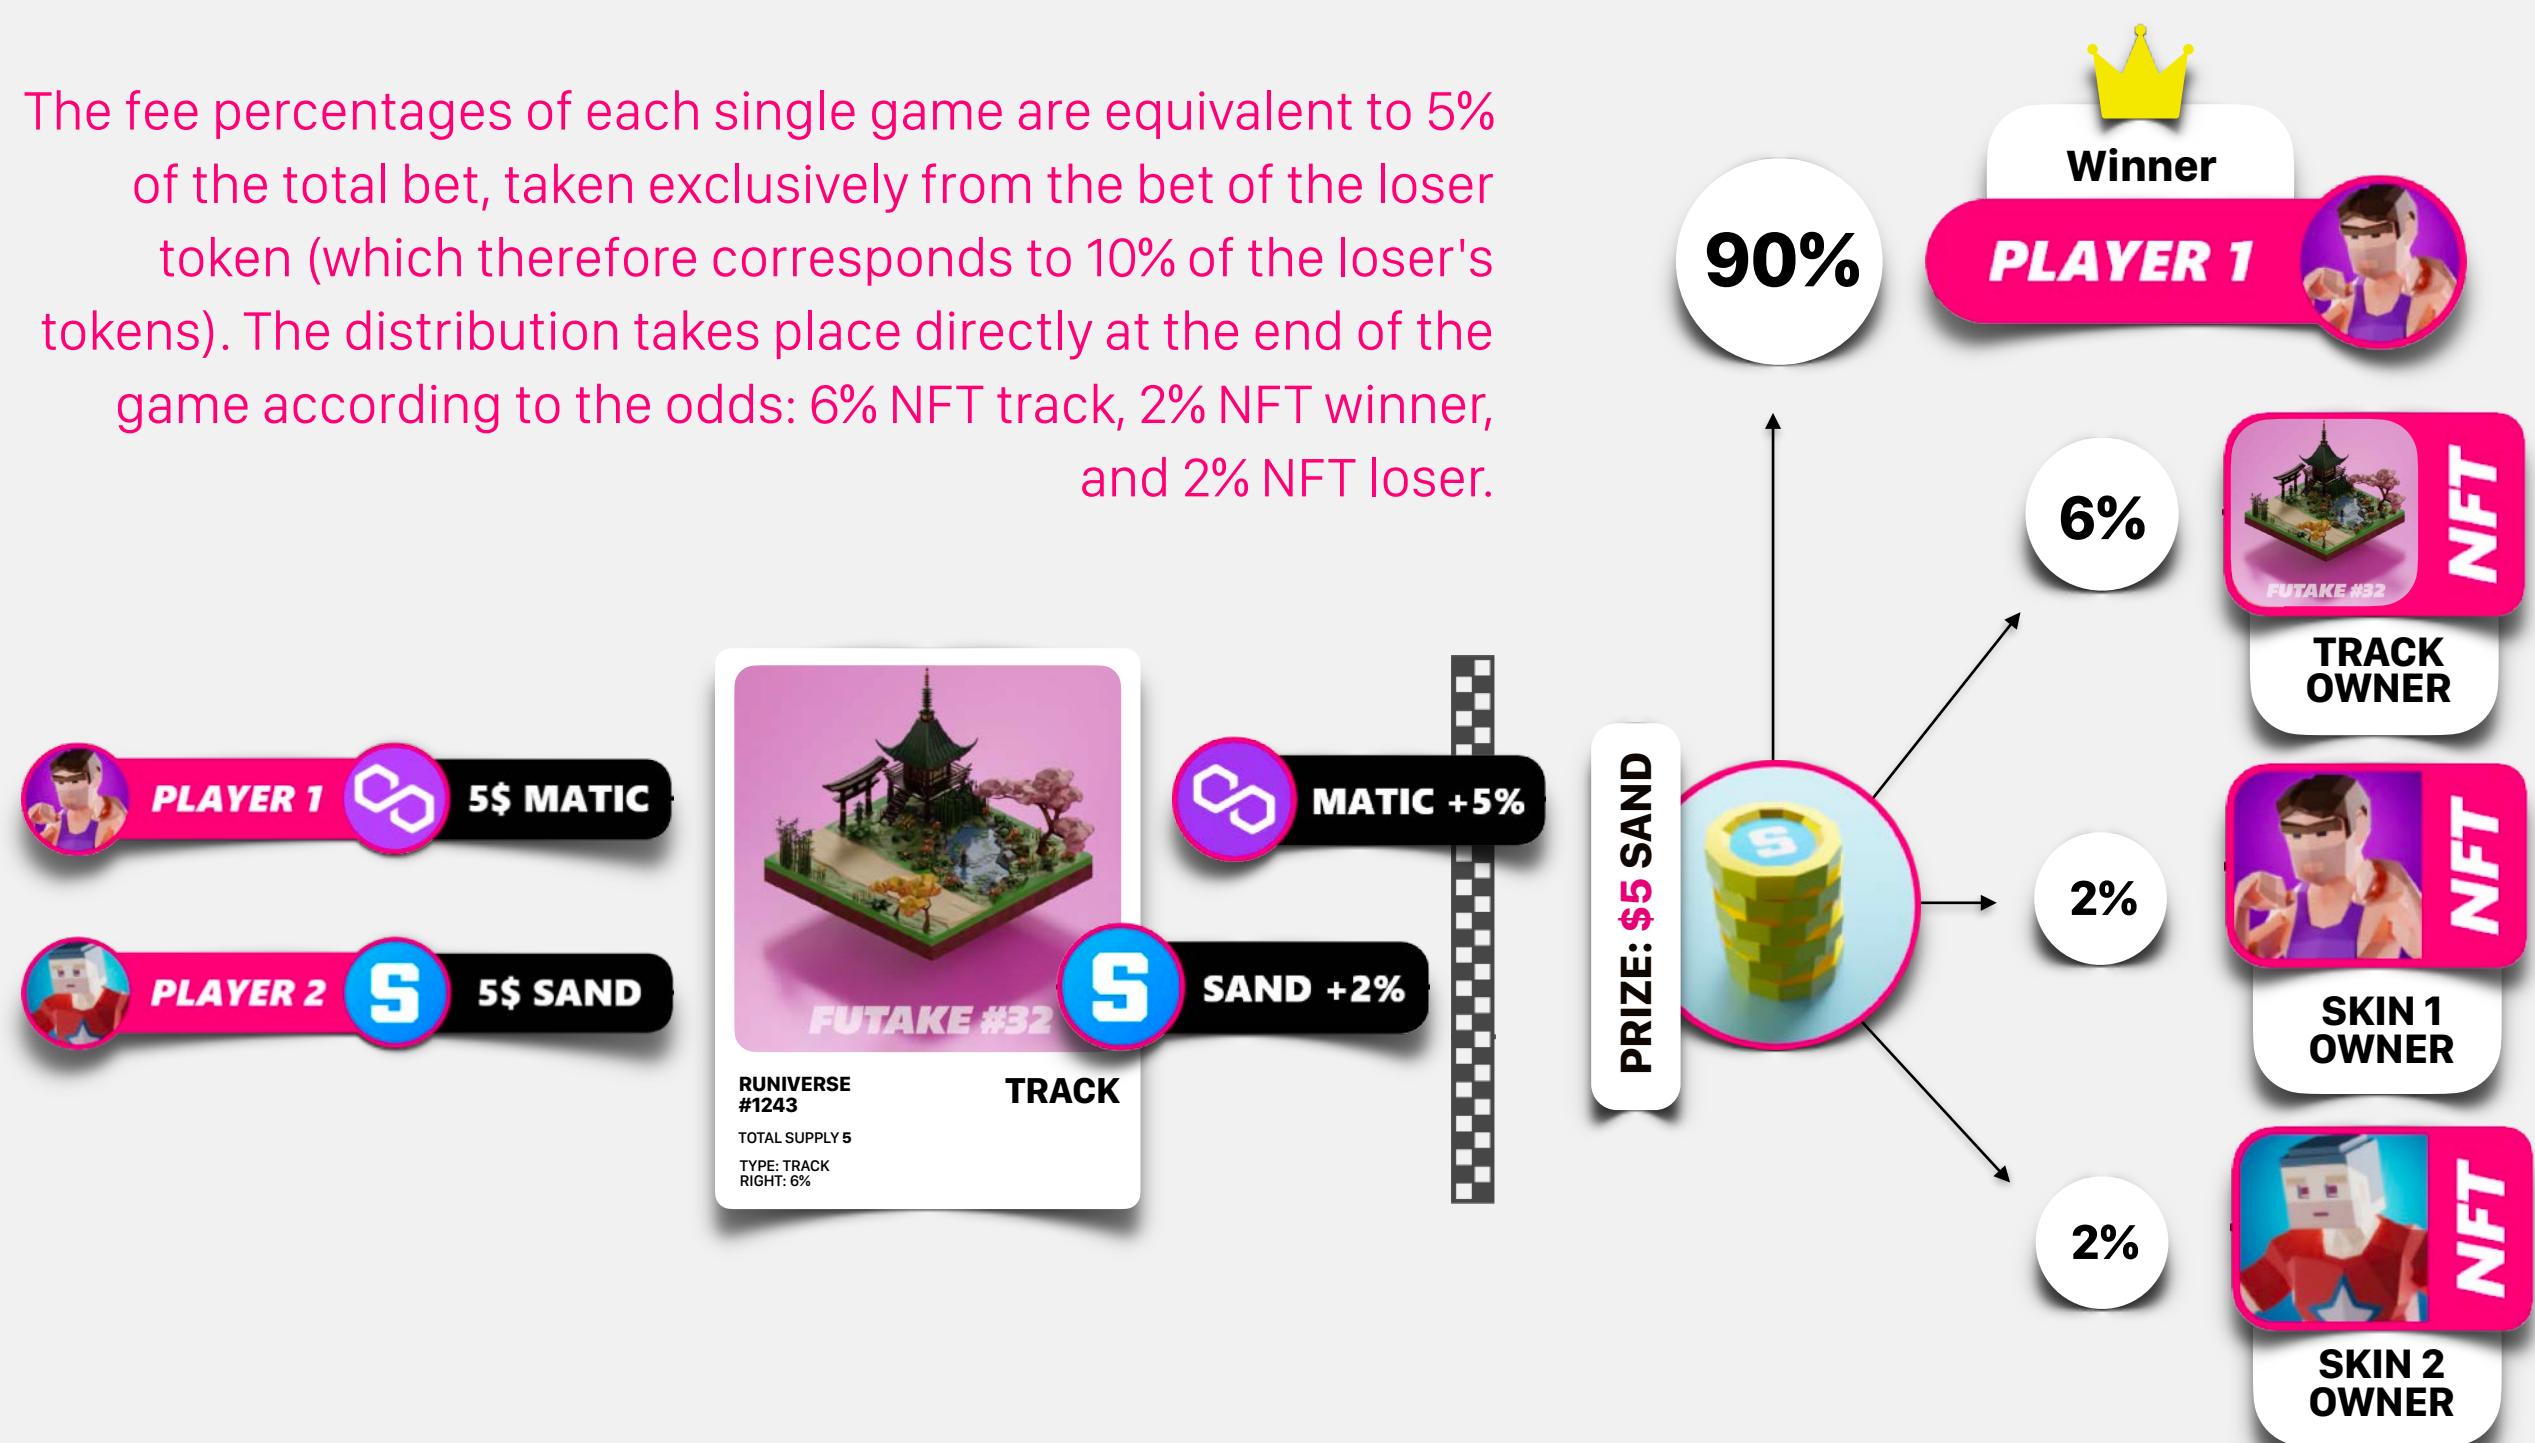 The fee percentages of each single game are equivalent to 5%
of the total bet, taken exclusively from the bet of the loser
token (which therefore corresponds to 10% of the loser's
tokens). The distribution takes place directly at the end of the
game according to the odds: 6% NFT track, 2% NFT winner,
and 2% NFT loser.
PLAYER 1
5$ MATIC
PLAYER 2
5$ SAND
FUTAKE #32
RUNIVERSE
#1243
TRACK
TOTAL SUPPLY 5
TYPE: TRACK
RIGHT: 6%
MATIC +5%
SAND +2%
PRIZE: $5 SAND
90%
Winner
PLAYER 1
6%
FUTAKE #32
NFT
TRACK
OWNER
2%
NFT
SKIN 1
OWNER
2%
NFT
SKIN 2
OWNER